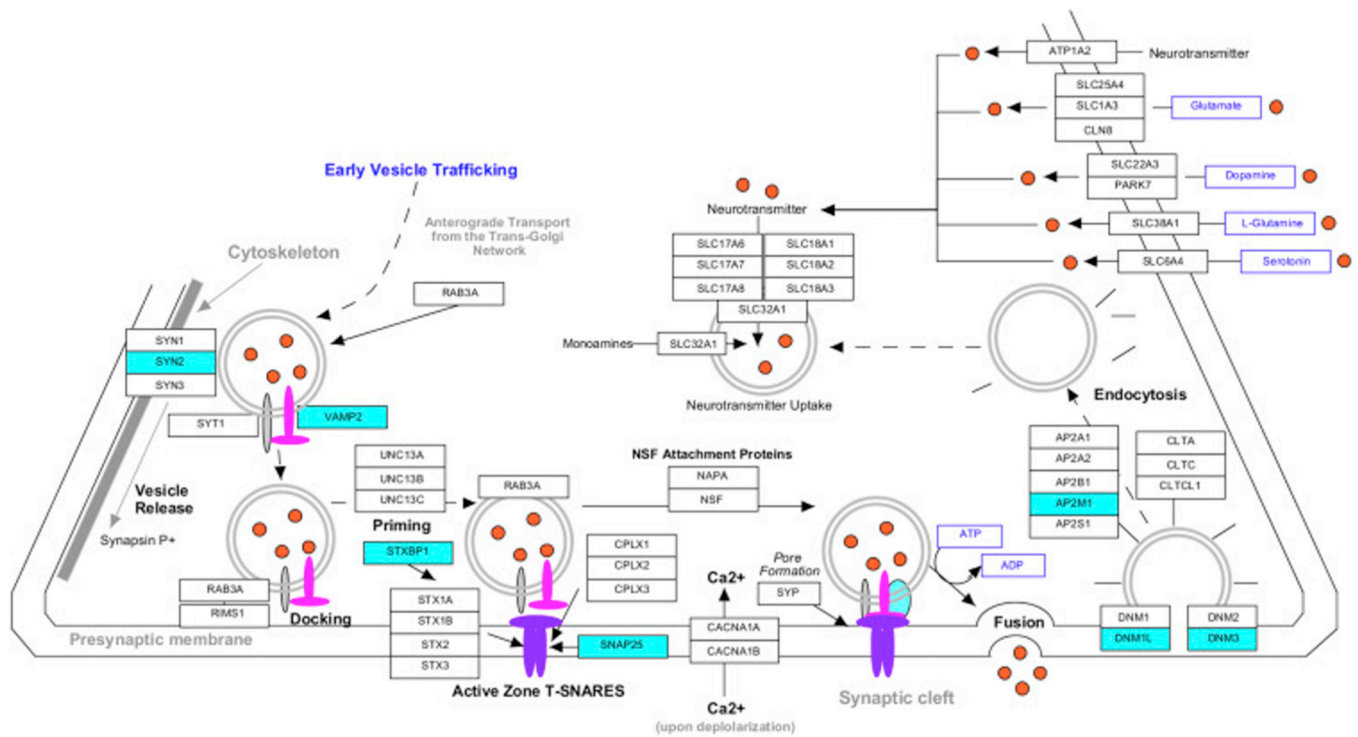 ATP1A2
Neurotransmitter
SLC25A4
SLC1A3
Glutamate
CLN8
Early Vesicle Trafficking
SLC22A3
PARK7
Dopamine
Neurotransmitter
SLC38A1
L-Glutamine
Anterograde Transport
from the Trans-Golgi
Network
SLC6A4
Serotonin
Cytoskeleton
SLC17A6
SLC18A1
SLC17A7
SLC18A2
SLC17A8
SLC18A3
SLC32A1
RAB3A
SYN1
SYN2
SYN3
Monoamines
SLC32A1
Neurotransmitter Uptake
Endocytosis
SYT1
VAMP2
AP2A1
AP2A2
AP2B1
AP2M1
AP2S1
CLTA
CLTC
CLTCL1
UNC13A
UNC13B
UNC13C
NSF Attachment Proteins
NAPA
NSF
RAB3A
Vesicle
Release
Priming
Synapsin P+
STXBP1
CPLX1
CPLX2
CPLX3
ATP
ADP
Pore
Formation
SYP
Ca2+
RAB3A
RIMS1
Docking
STX1A
STX1B
STX2
STX3
Presynaptic membrane
SNAP25
CACNA1A
CACNA1B
Fusion
DNM1
DNM1L
DNM2
DNM3
Active Zone T-SNARES
Synaptic cleft
Ca2+
(upon deplolarization)